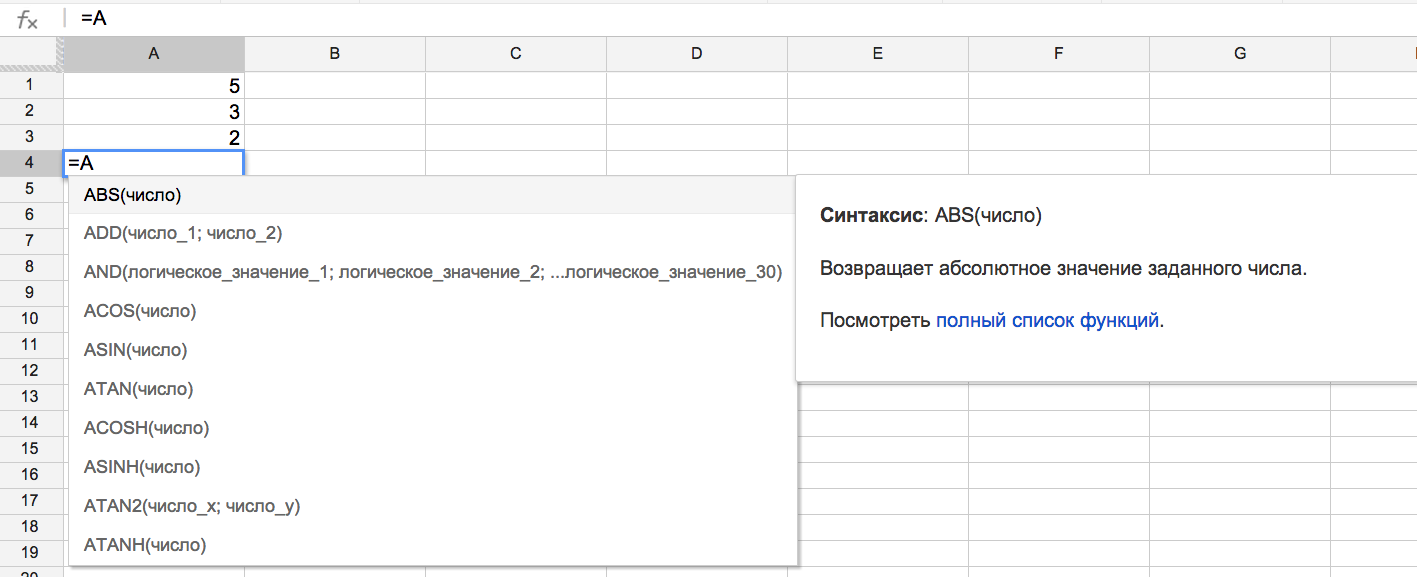 fx =A
A B C D E F G
1 5
2 3
3 2
4 =A
5
ABS(число)
6
Синтаксис: ABS(число)
7
ADD(число_1; число_2)
8
AND(логическое_значение_1; логическое_значение_2; ...логическое_значение_30)
Возвращает абсолютное значение заданного числа.
9
10
ACOS(число)
Посмотреть полный список функций.
11
ASIN(число)
12
13
ATAN(число)
14
ACOSH(число)
15
16
ASINH(число)
17
ATAN2(число_x; число_y)
18
19
ATANH(число)
20